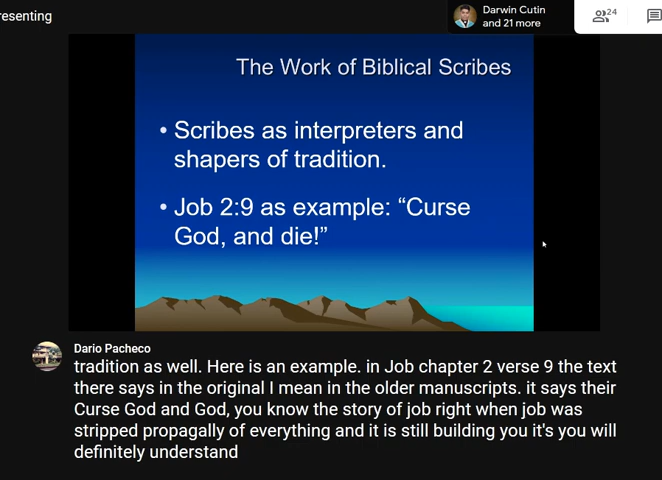 resenting
Darwin Cutin
and 21 more
24
The Work of Biblical Scribes
• Scribes as interpreters and
shapers of tradition.
• Job 2:9 as example: “Curse
God, and die!”
Dario Pacheco
tradition as well. Here is an example. in Job chapter 2 verse 9 the text
there says in the original I mean in the older manuscripts. it says their
Curse God and God, you know the story of job right when job was
stripped propagally of everything and it is still building you it's you will
definitely understand